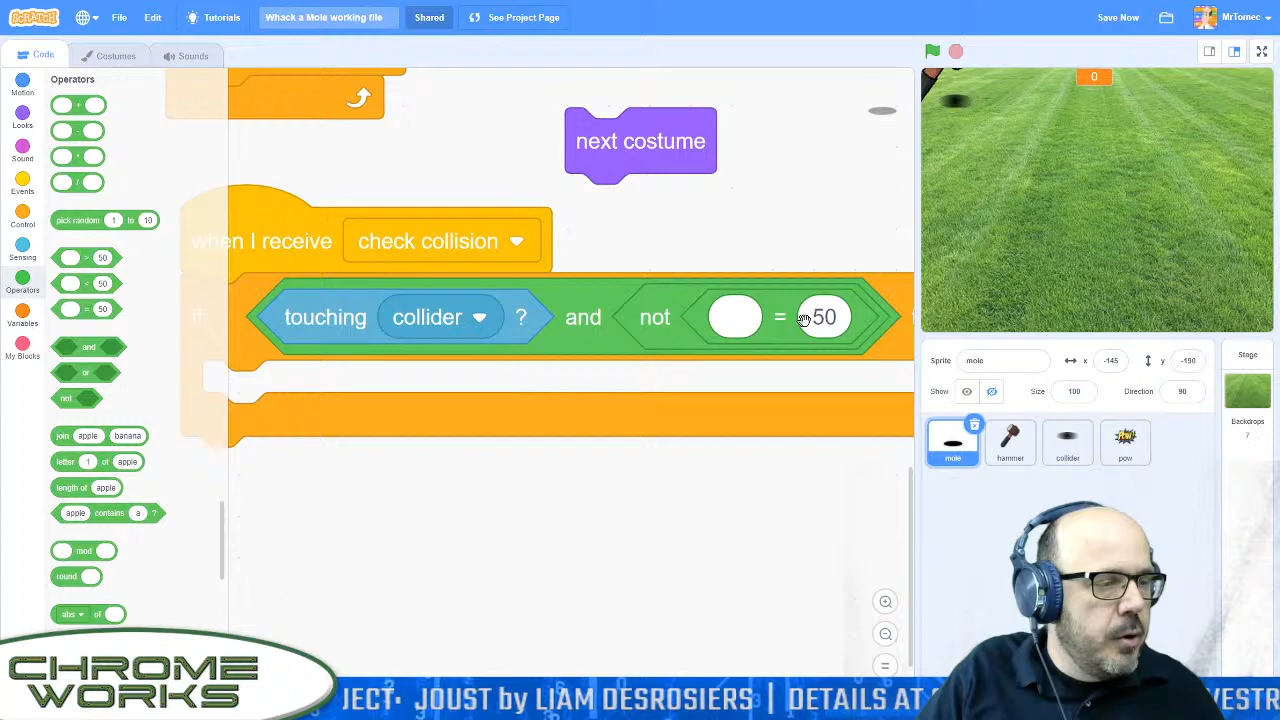 SCRATCH
File
Edit
Tutorials
Whack a Mole working file
Shared
See Project Page
Save Now
MrTomec
Code
Costumes
Sounds
Motion
Looks
Sound
Events
Control
Sensing
Operators
Variables
My Blocks
Operators
+
-
*
/
pick random 1 to 10
> 50
< 50
= 50
and
or
not
join apple banana
letter 1 of apple
length of apple
apple contains a ?
mod
round
abs of
next costume
when I receive check collision
if touching collider ? and not = 50
0
Sprite mole x -145 y -190
Show Size 100 Direction 90
mole
hammer
collider
pow
Stage
Backdrops
7
CHROME
WORKS
JECT: JOUST by LIAM DESROSIERS | DETAILS AT
VESTR